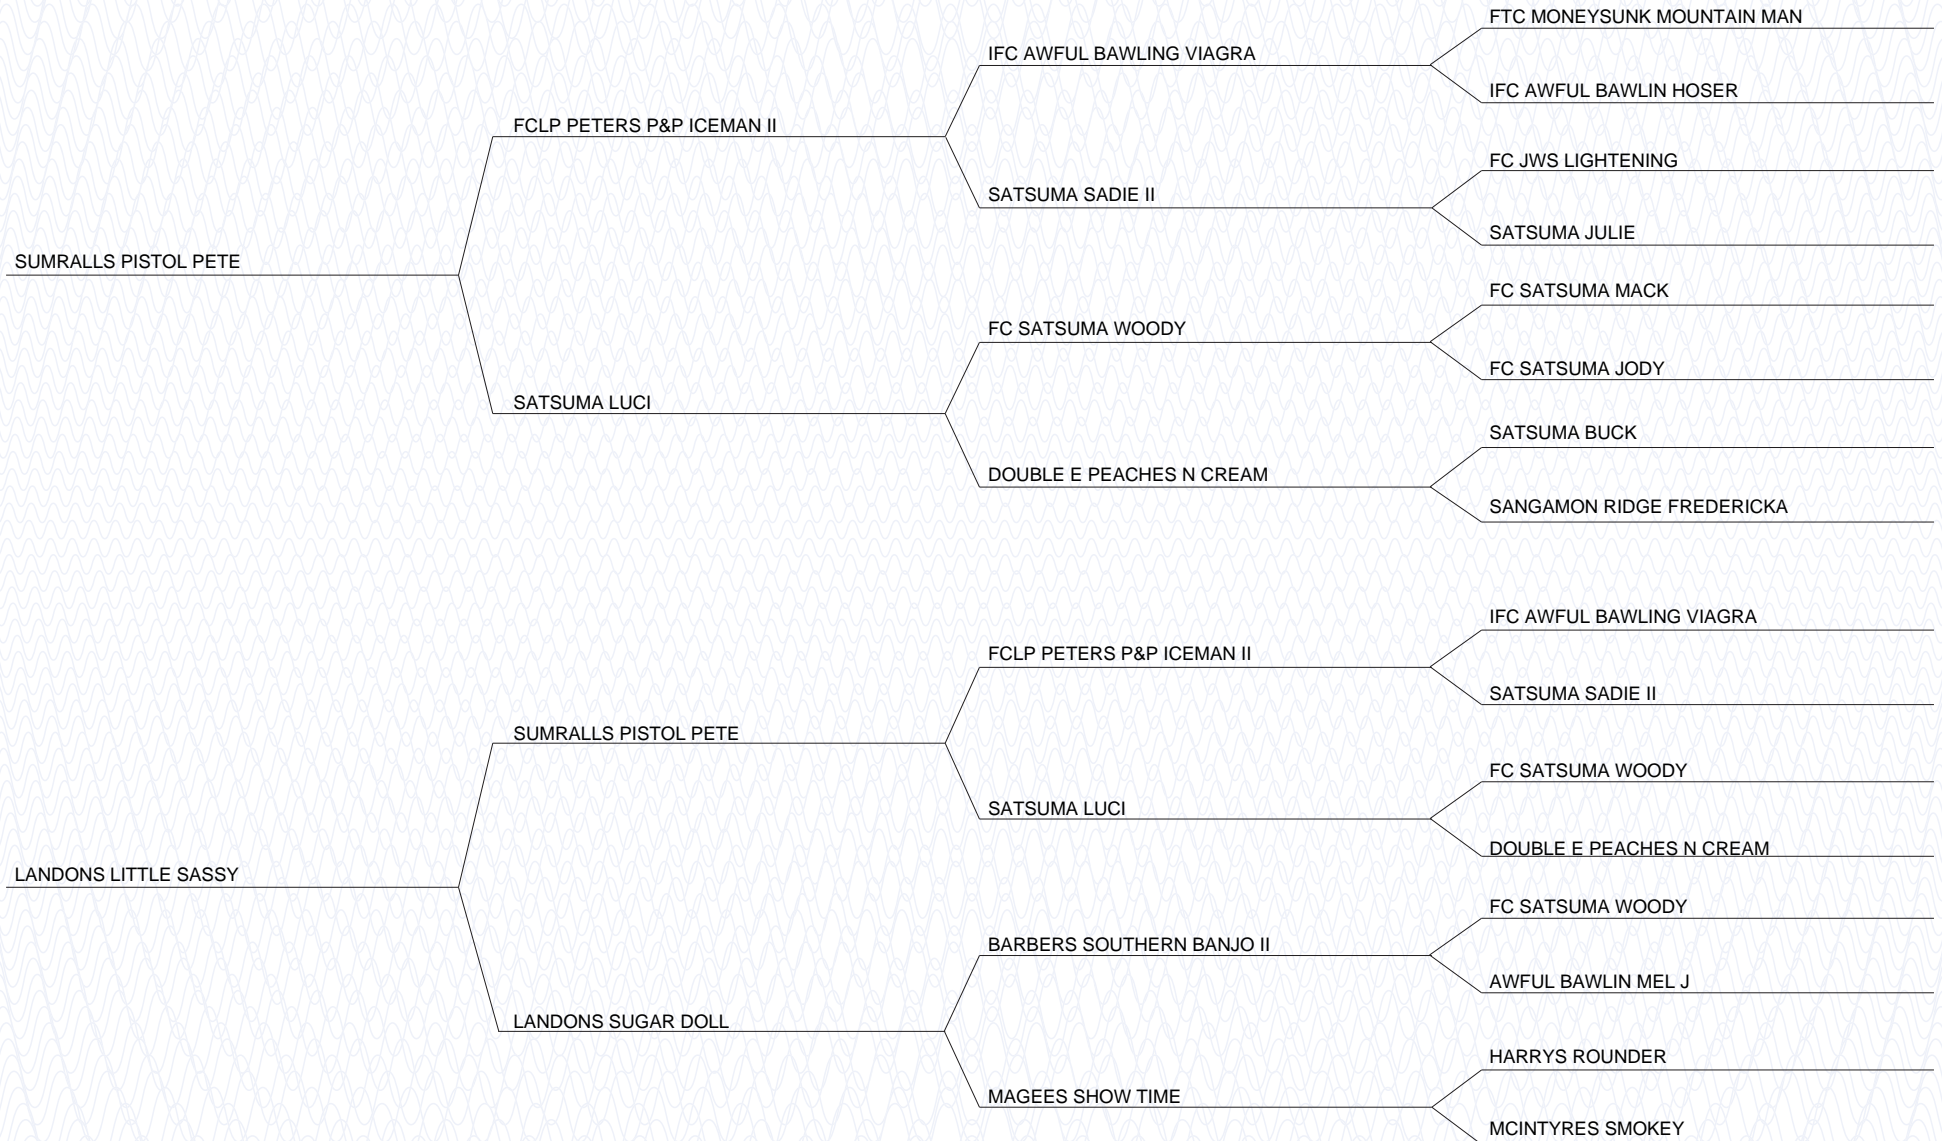 FTC MONEYSUNK MOUNTAIN MAN
IFC AWFUL BAWLING VIAGRA
IFC AWFUL BAWLIN HOSER
FCLP PETERS P&P ICEMAN II
FC JWS LIGHTENING
SATSUMA SADIE II
SATSUMA JULIE
SUMRALLS PISTOL PETE
FC SATSUMA MACK
FC SATSUMA WOODY
FC SATSUMA JODY
SATSUMA LUCI
SATSUMA BUCK
DOUBLE E PEACHES N CREAM
SANGAMON RIDGE FREDERICKA
IFC AWFUL BAWLING VIAGRA
FCLP PETERS P&P ICEMAN II
SATSUMA SADIE II
SUMRALLS PISTOL PETE
FC SATSUMA WOODY
SATSUMA LUCI
DOUBLE E PEACHES N CREAM
LANDONS LITTLE SASSY
FC SATSUMA WOODY
BARBERS SOUTHERN BANJO II
AWFUL BAWLIN MEL J
LANDONS SUGAR DOLL
HARRYS ROUNDER
MAGEES SHOW TIME
MCINTYRES SMOKEY